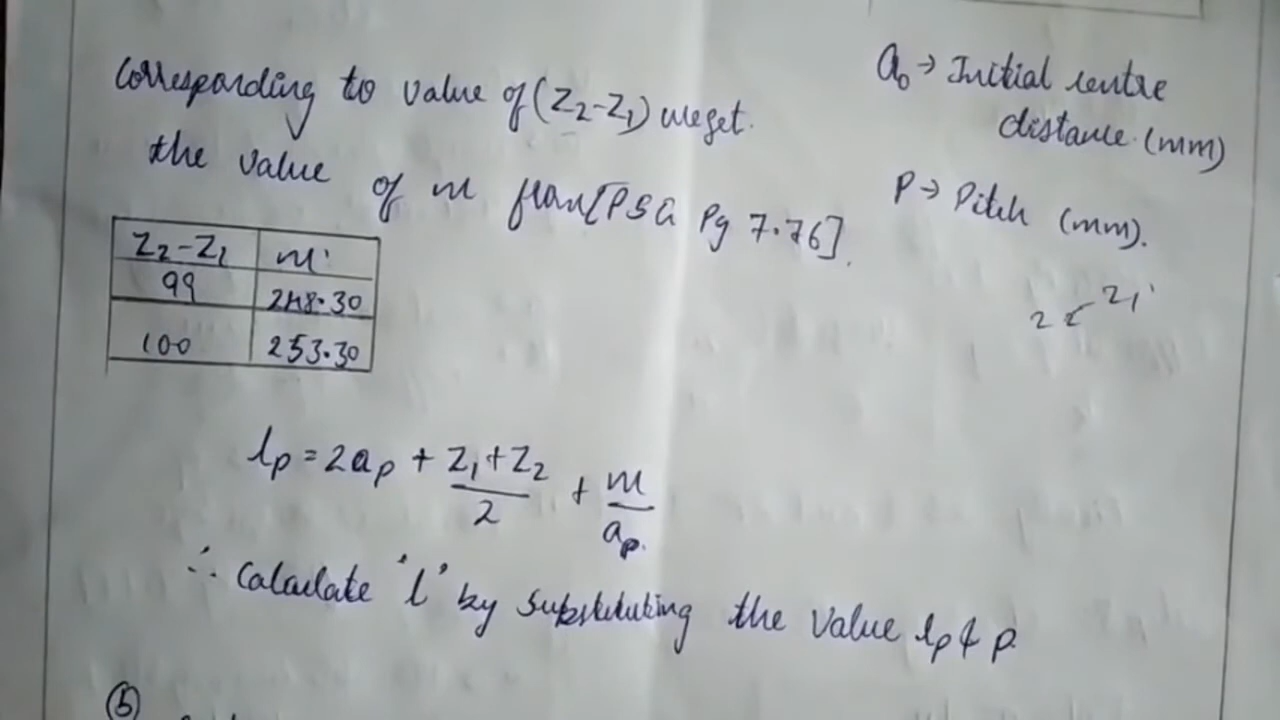 Corresponding to value of (Z₂-Z₁) we get.
the value of m from [PSG Pg 7.76].
a₀ → Initial centre
distance. (mm)
P → Pitch (mm).
Z₂-Z₁ m
99 248.30
100 253.30
Z₁
lp = 2ap + (Z₁+Z₂)/2 + m/ap.
∴ Calculate 'l' by Substituting the Value lp & p
⑤